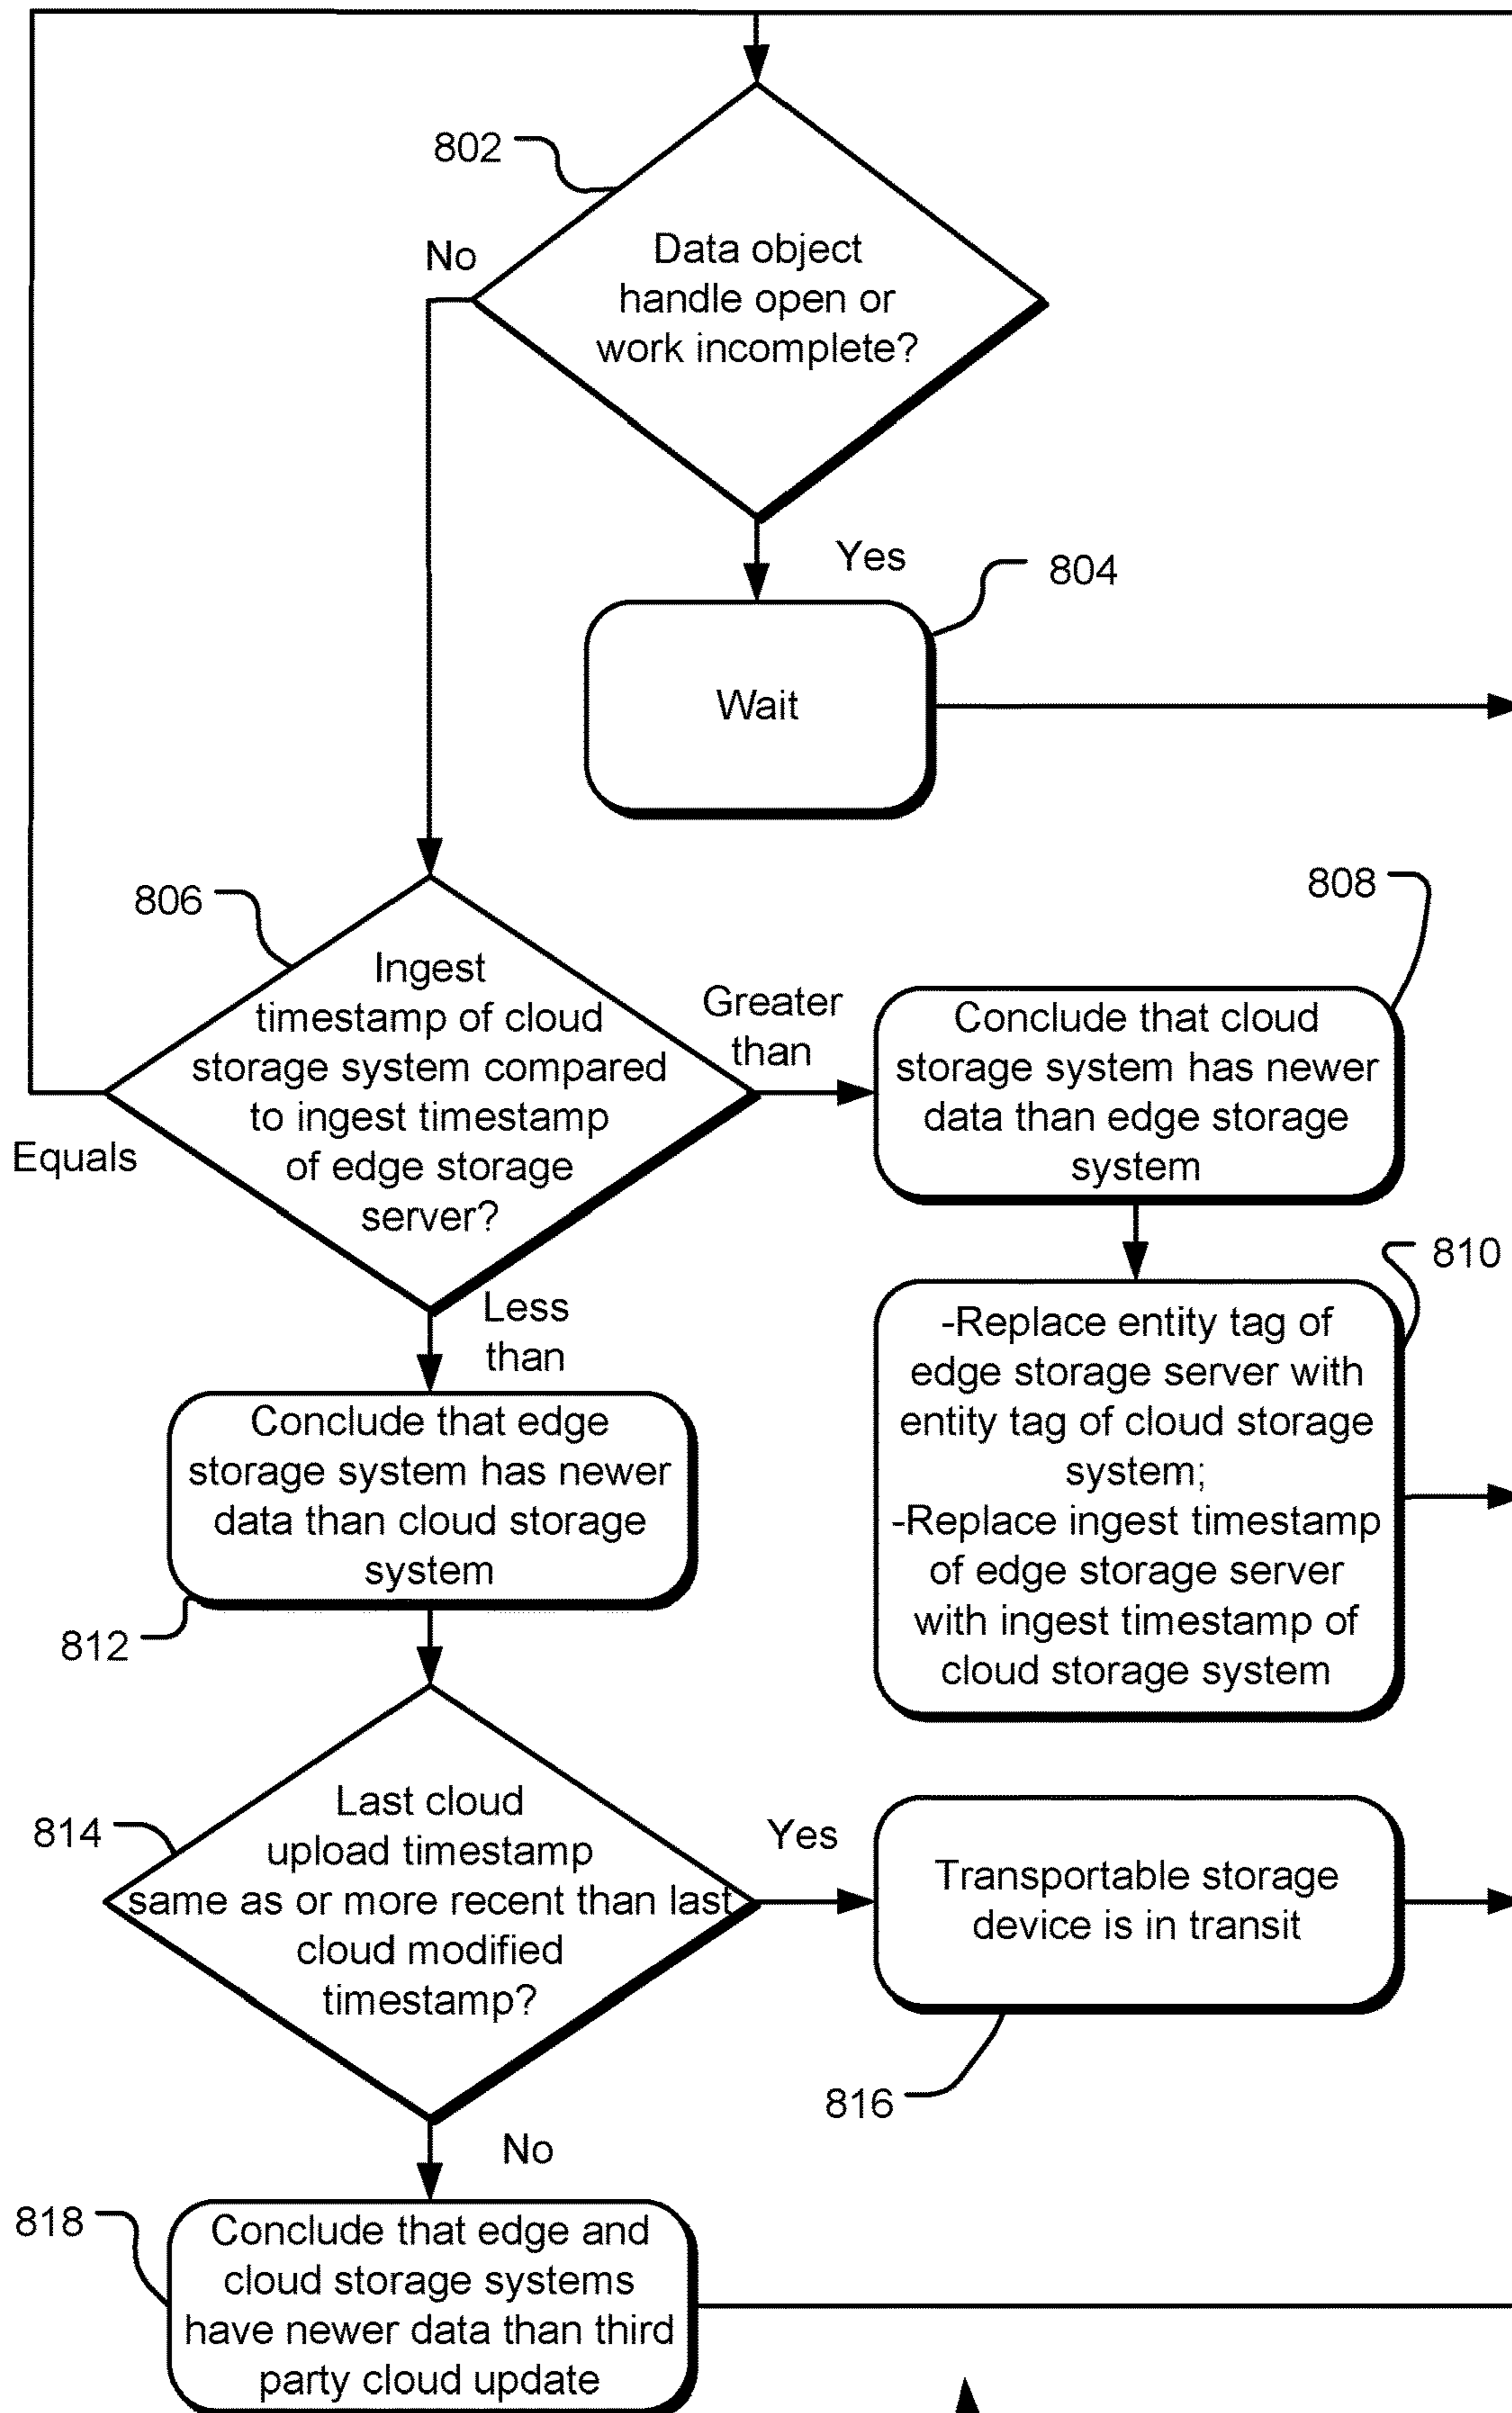 802
No
Data object
handle open or
work incomplete?
Yes
804
Wait
806
Ingest
timestamp of cloud
storage system compared
to ingest timestamp
of edge storage
server?
Equals
Greater
than
808
Conclude that cloud
storage system has newer
data than edge storage
system
810
-Replace entity tag of
edge storage server with
entity tag of cloud storage
system;
-Replace ingest timestamp
of edge storage server
with ingest timestamp of
cloud storage system
Less
than
Conclude that edge
storage system has newer
data than cloud storage
system
812
814
Last cloud
upload timestamp
same as or more recent than last
cloud modified
timestamp?
Yes
Transportable storage
device is in transit
816
No
818
Conclude that edge and
cloud storage systems
have newer data than third
party cloud update